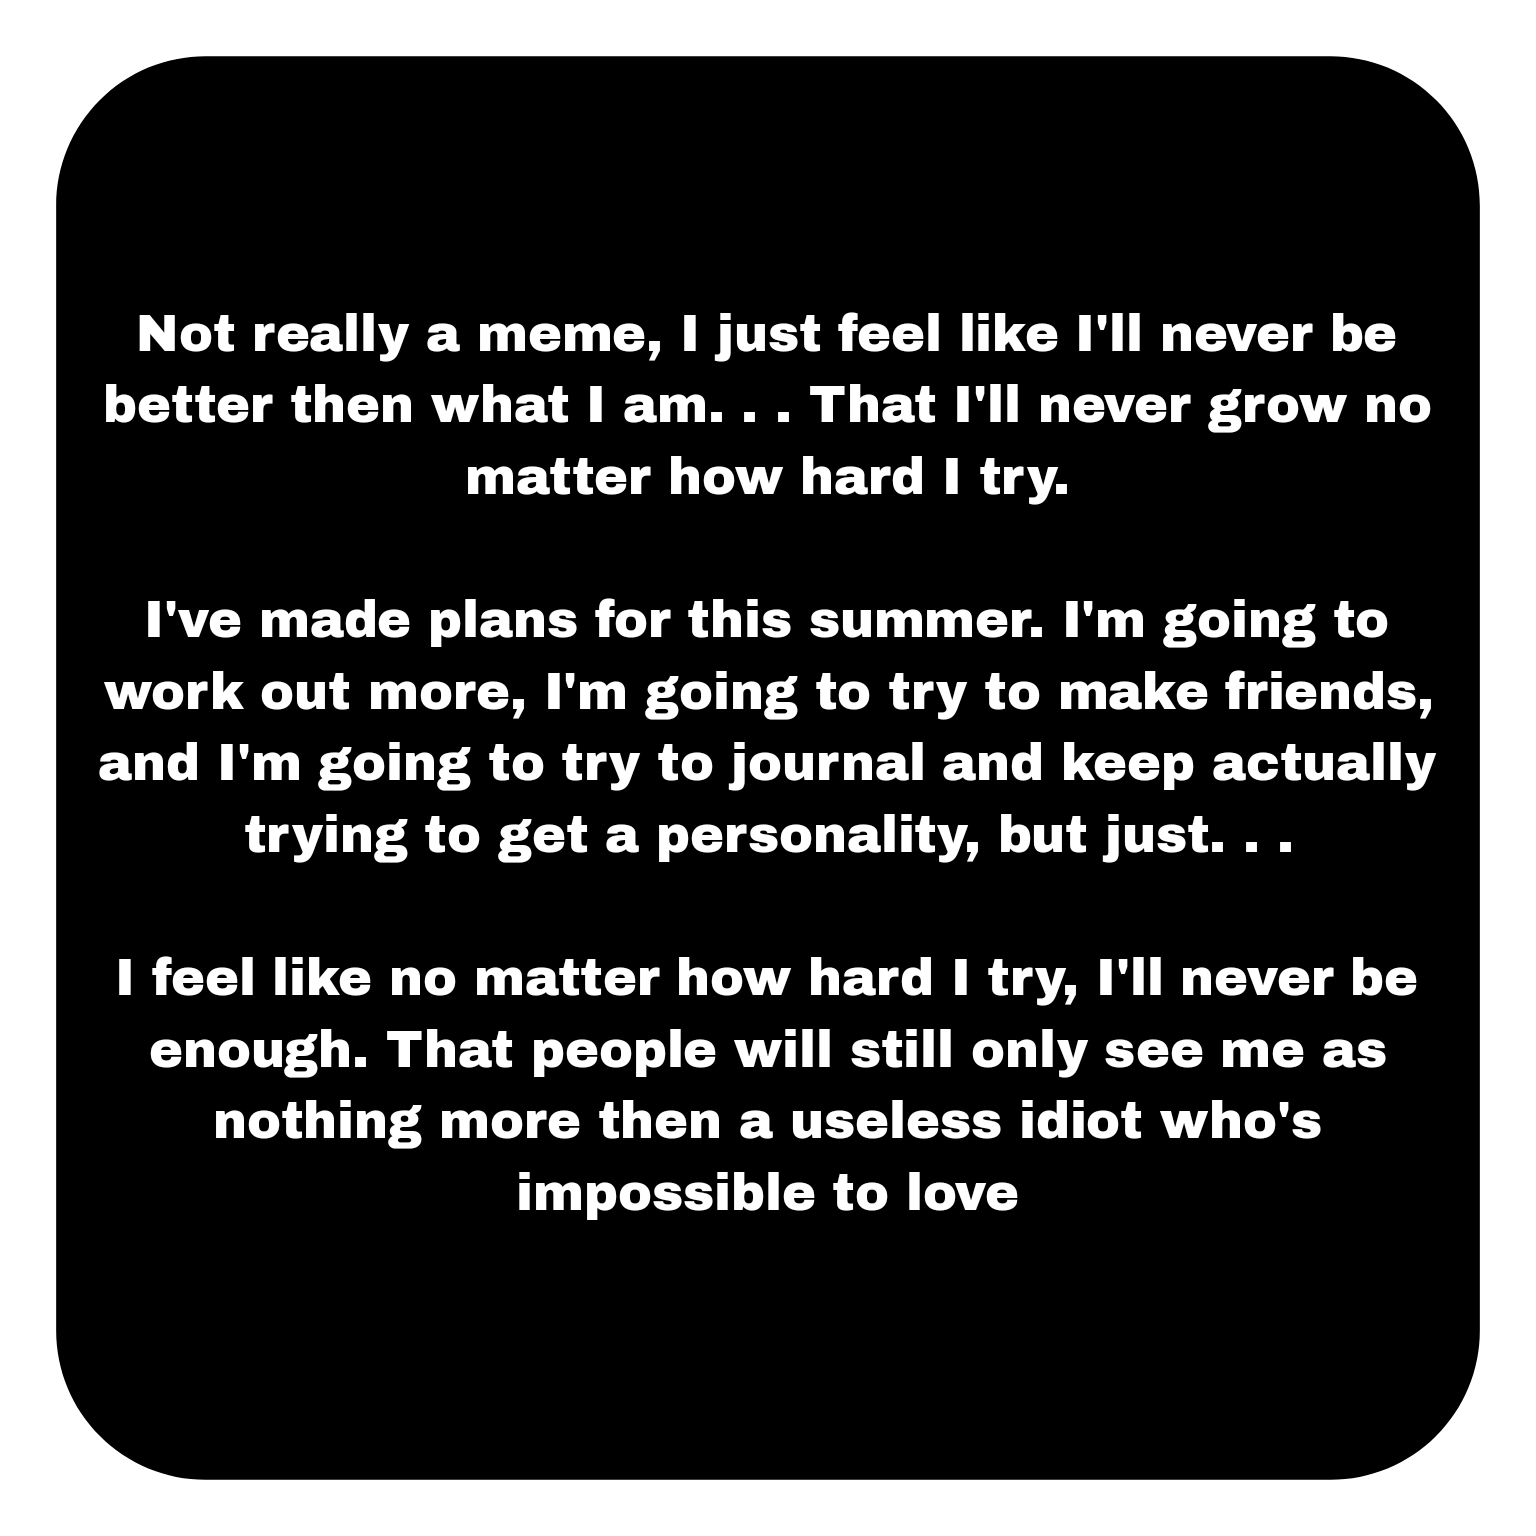 Not really a meme, I just feel like I'll never be
better then what I am. . . That I'll never grow no
matter how hard I try.
I've made plans for this summer. I'm going to
work out more, I'm going to try to make friends,
and I'm going to try to journal and keep actually
trying to get a personality, but just. . .
I feel like no matter how hard I try, I'll never be
enough. That people will still only see me as
nothing more then a useless idiot who's
impossible to love